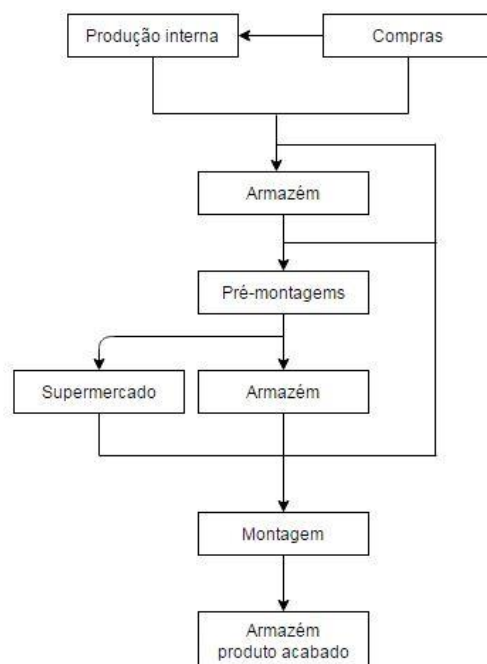 Produção interna
Compras
Armazém
Pré-montagems
Supermercado
Armazém
Montagem
Armazém
produto acabado